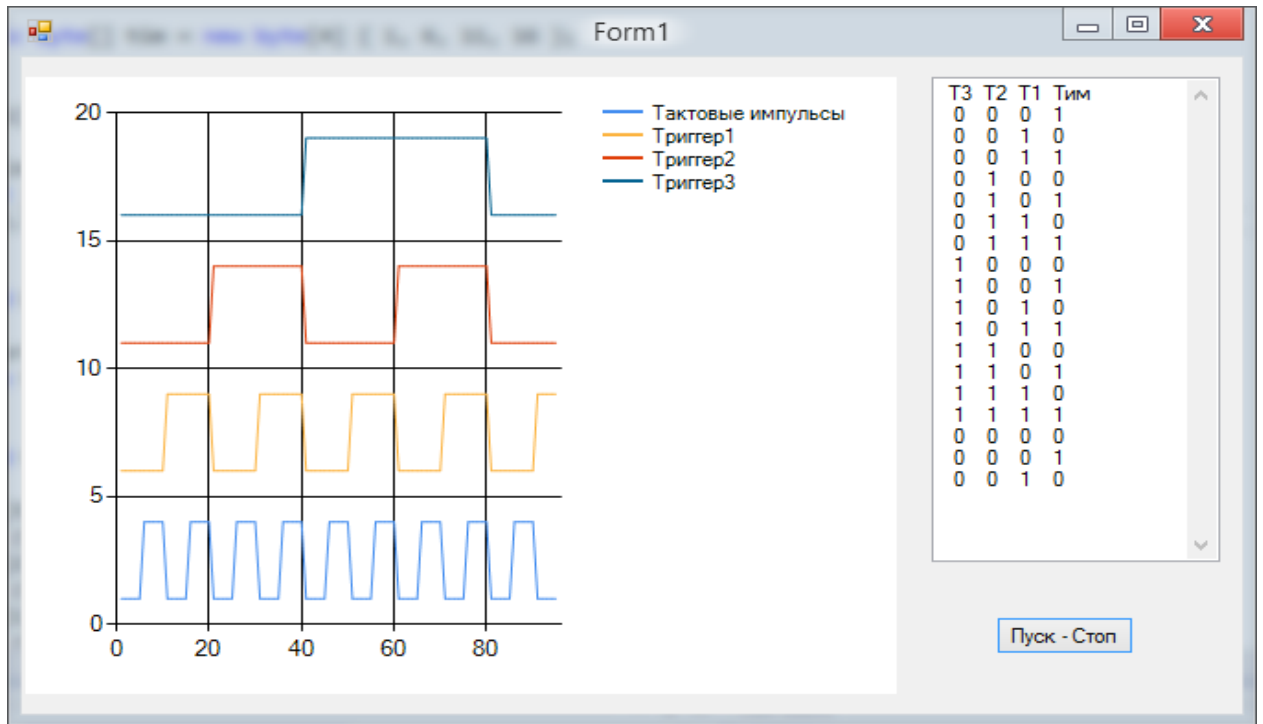 Form1
20
15
10
5
0
0 20 40 60 80
Тактовые импульсы
Триггер1
Триггер2
Триггер3
T3 T2 T1 Тим
0 0 0 1
0 0 1 0
0 0 1 1
0 1 0 0
0 1 0 1
0 1 1 0
0 1 1 1
1 0 0 0
1 0 0 1
1 0 1 0
1 0 1 1
1 1 0 0
1 1 0 1
1 1 1 0
1 1 1 1
0 0 0 0
0 0 0 1
0 0 1 0
Пуск - Стоп